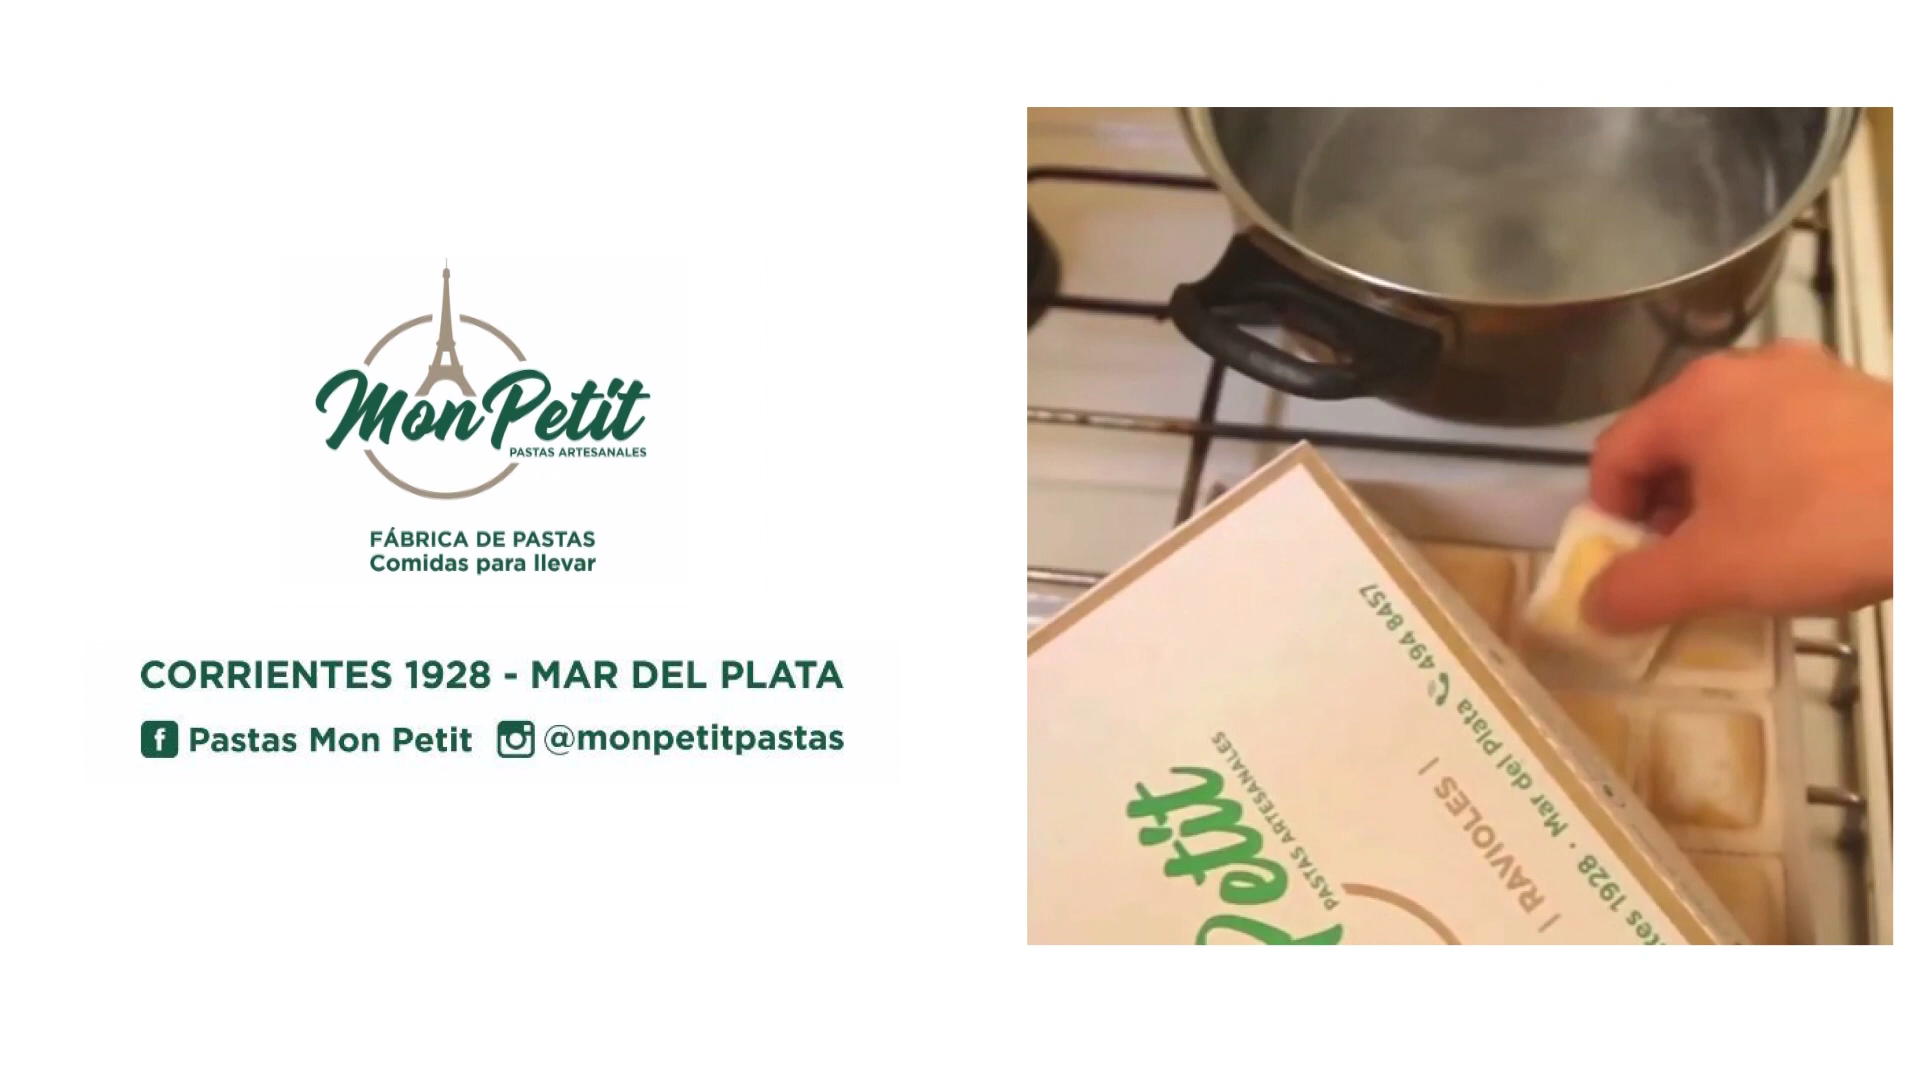 Mon Petit
PASTAS ARTESANALES
FÁBRICA DE PASTAS
Comidas para llevar
CORRIENTES 1928 - MAR DEL PLATA
f Pastas Mon Petit @monpetitpastas
Petit
PASTAS ARTESANALES
| RAVIOLES |
1928 · Mar del Plata 494 8457